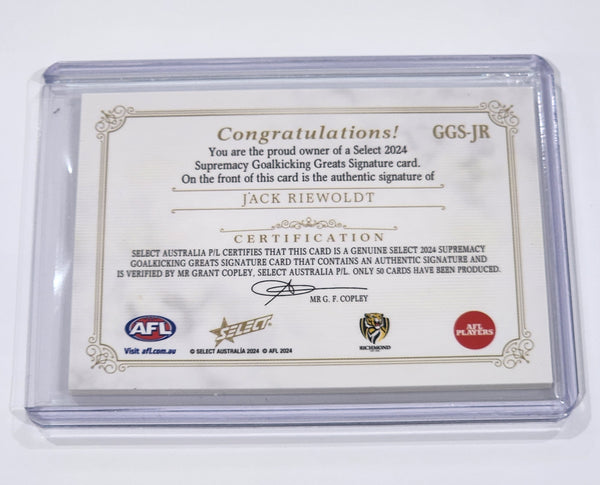 Congratulations!
GGS-JR
You are the proud owner of a Select 2024
Supremacy Goalkicking Greats Signature card.
On the front of this card is the authentic signature of
JACK RIEWOLDT
CERTIFICATION
SELECT AUSTRALIA P/L CERTIFIES THAT THIS CARD IS A GENUINE SELECT 2024 SUPREMACY
GOALKICKING GREATS SIGNATURE CARD THAT CONTAINS AN AUTHENTIC SIGNATURE AND
IS VERIFIED BY MR GRANT COPLEY, SELECT AUSTRALIA P/L. ONLY 50 CARDS HAVE BEEN PRODUCED.
MR G. F. COPLEY
AFL
Visit afl.com.au
SELECT
© SELECT AUSTRALIA 2024 © AFL 2024
RICHMOND
AFL
PLAYERS